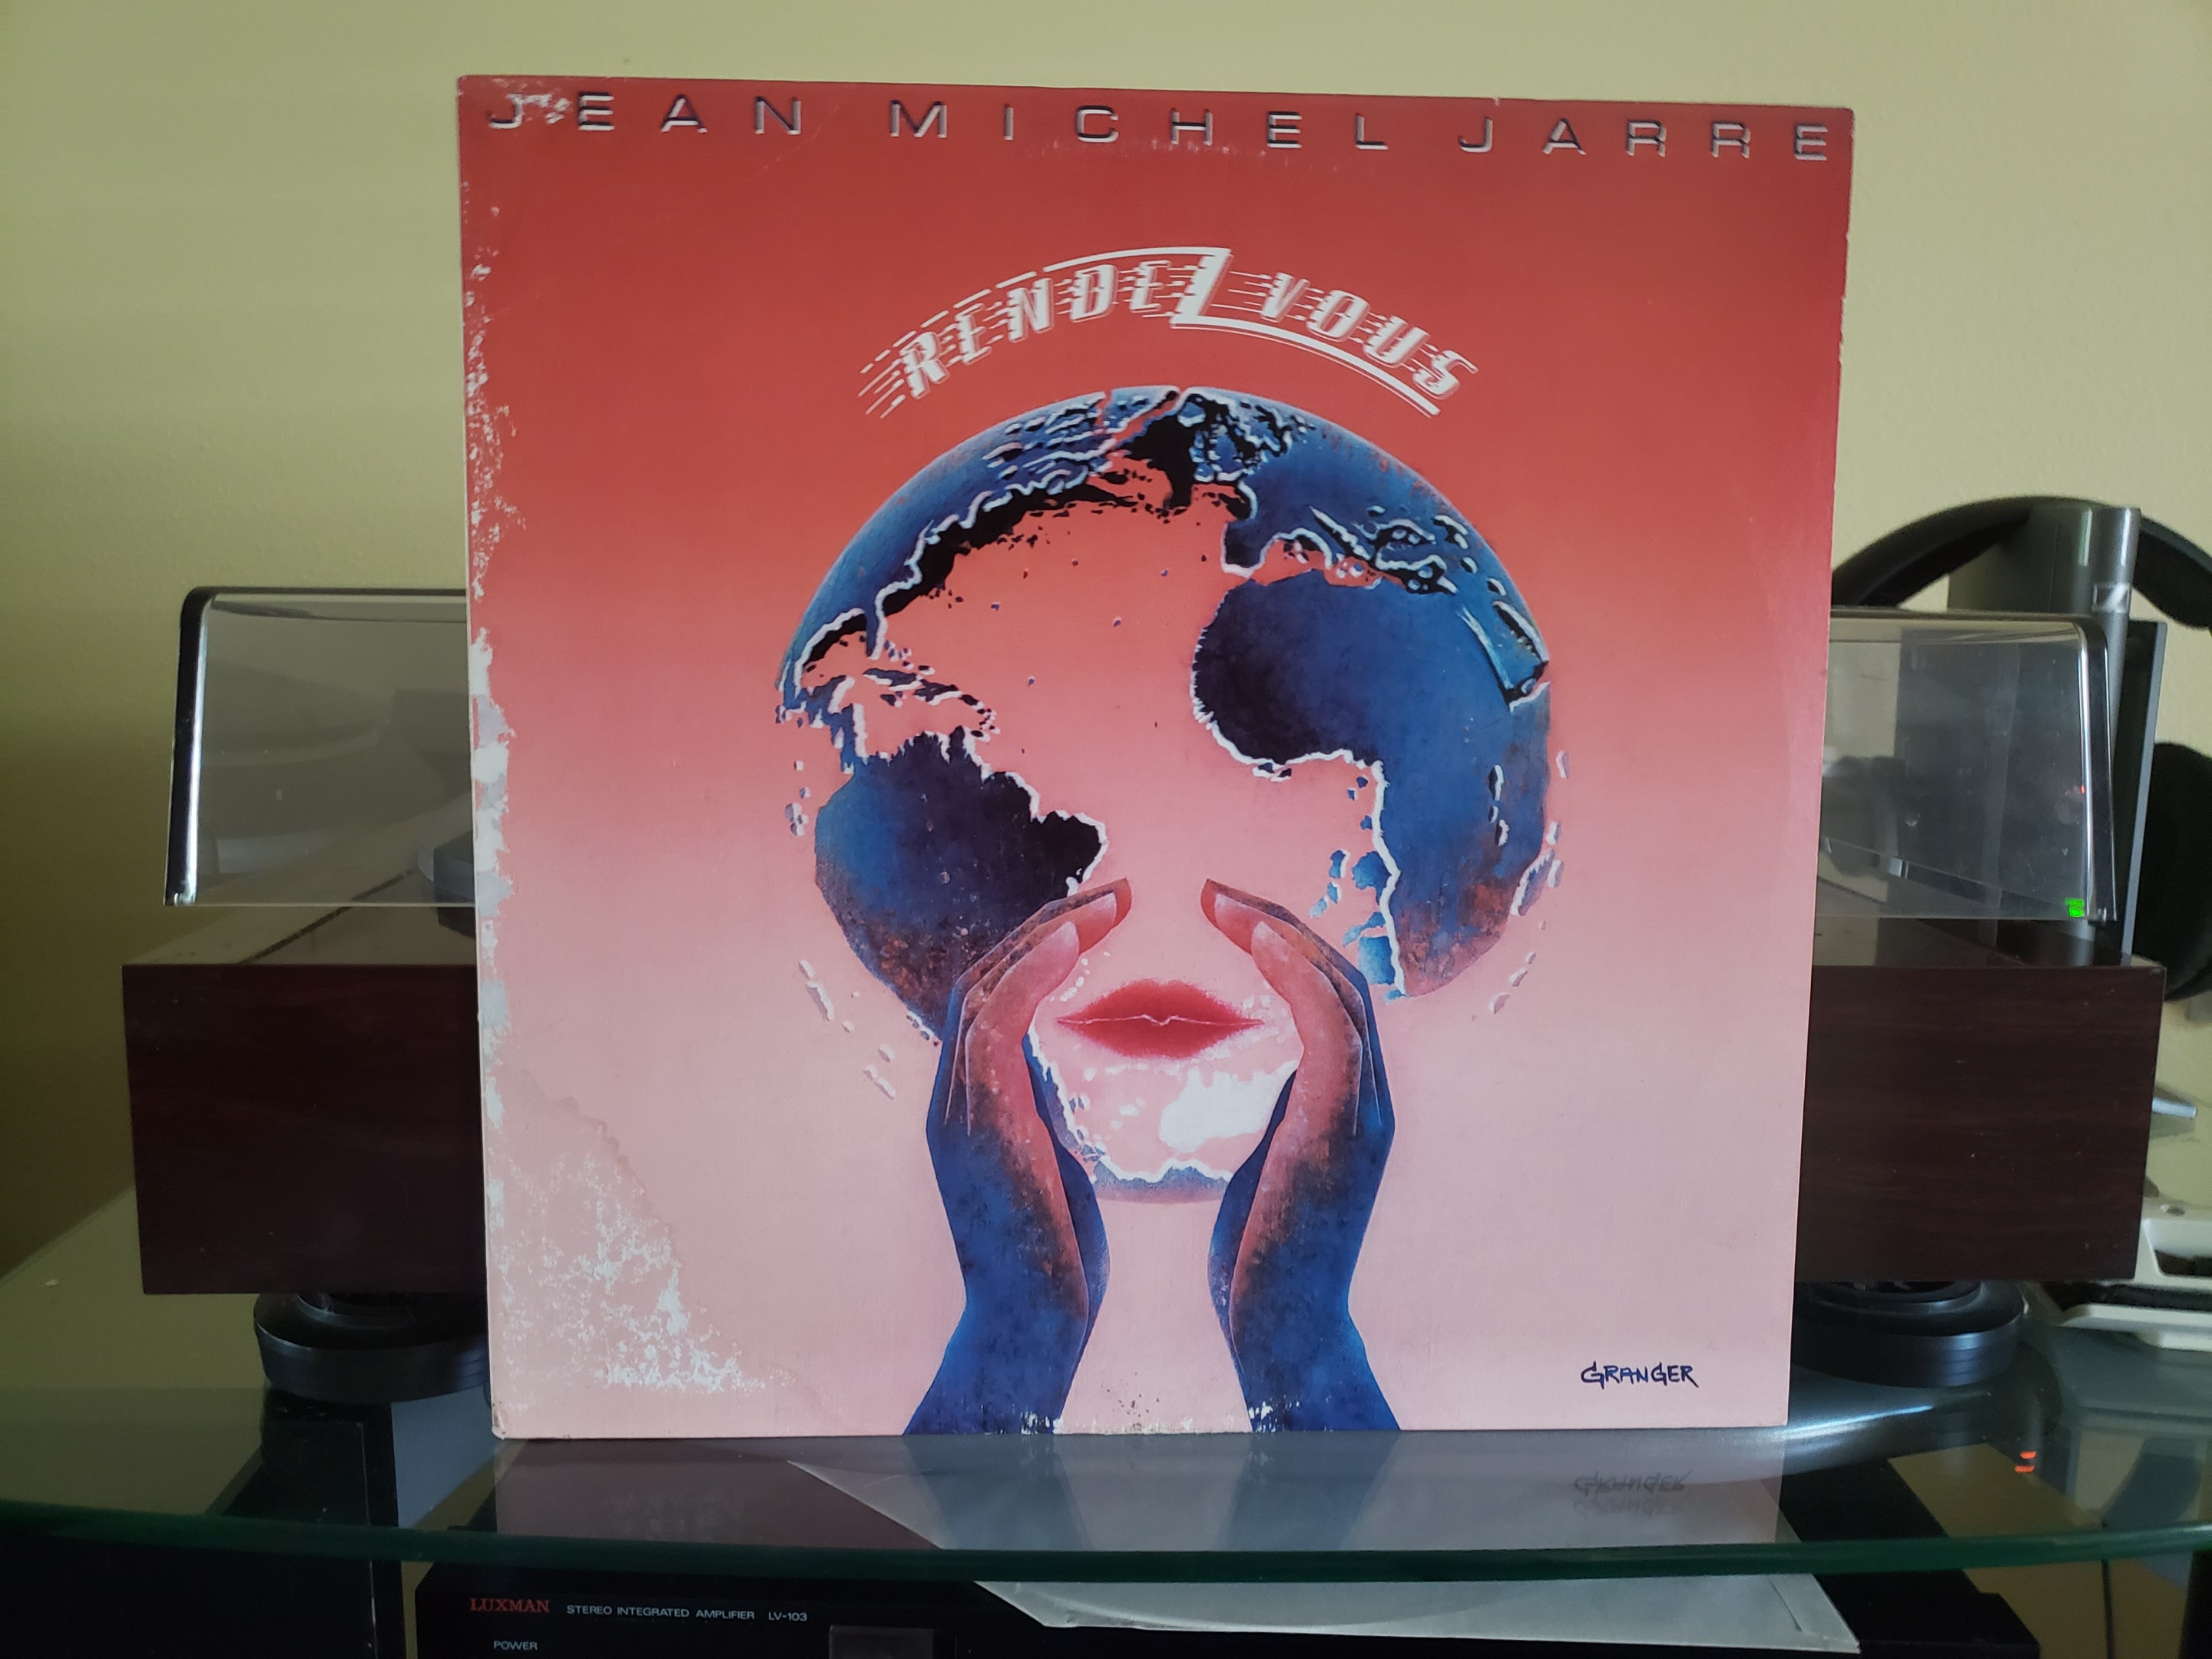 JEAN MICHEL JARRE
RENDEZ VOUS
GRANGER
LUXMAN STEREO INTEGRATED AMPLIFIER LV-103
POWER